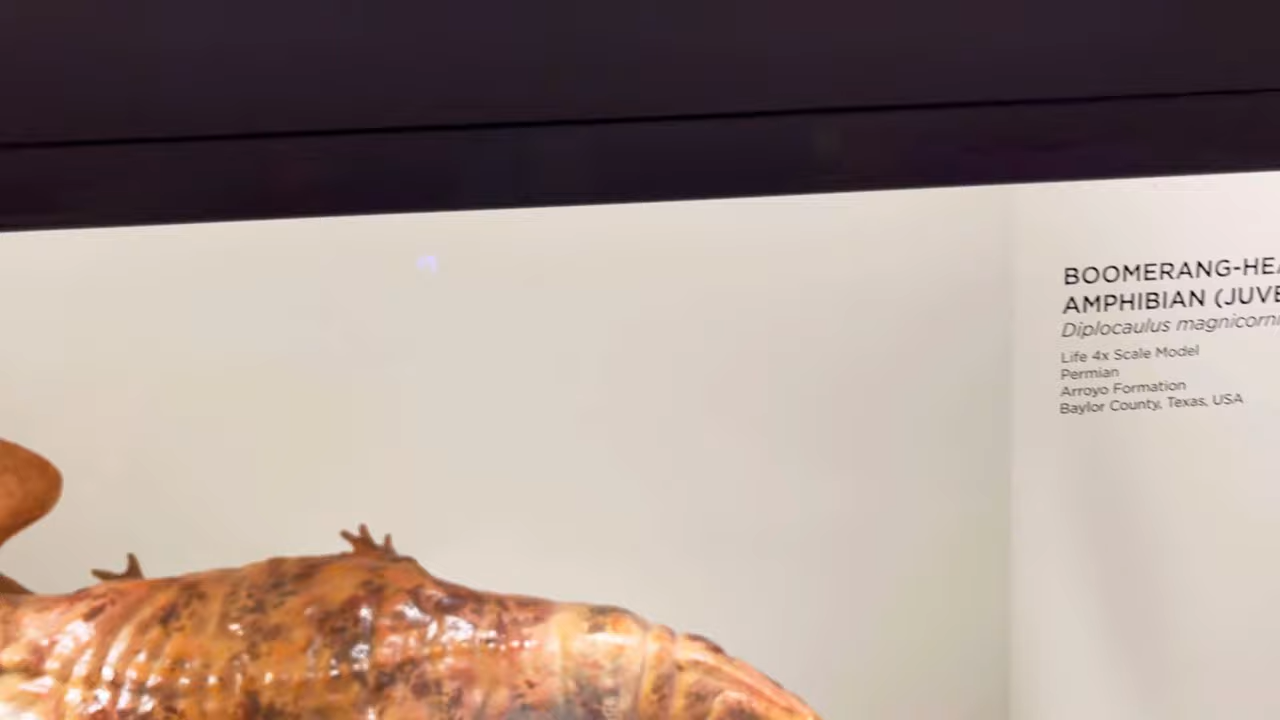 BOOMERANG-HEA
AMPHIBIAN (JUVE
Diplocaulus magnicorni
Life 4x Scale Model
Permian
Arroyo Formation
Baylor County, Texas, USA